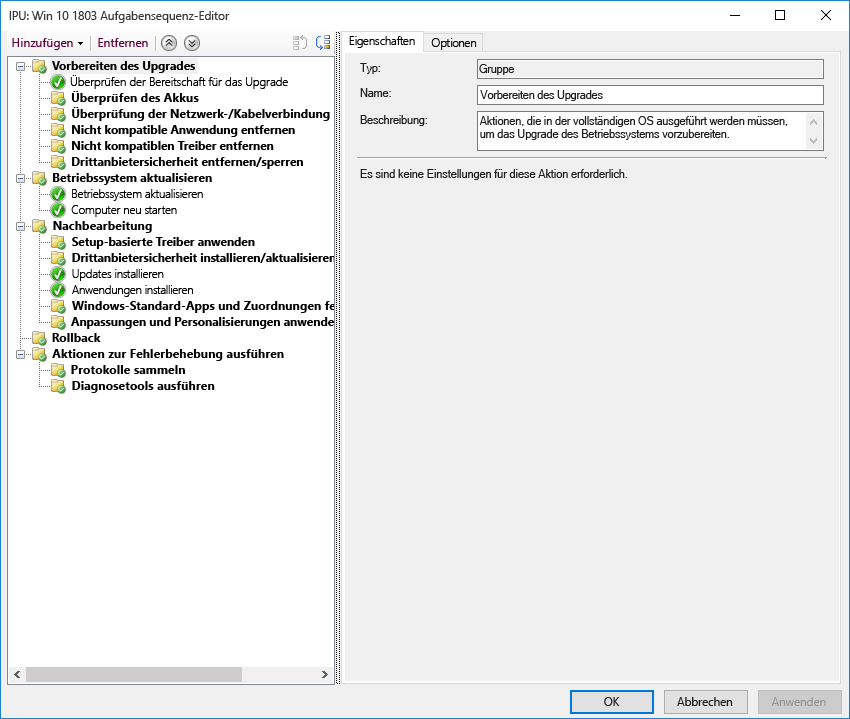 IPU: Win 10 1803 Aufgabensequenz-Editor
Hinzufügen
Entfernen
Vorbereiten des Upgrades
Überprüfen der Bereitschaft für das Upgrade
Überprüfen des Akkus
Überprüfung der Netzwerk-/Kabelverbindung
Nicht kompatible Anwendung entfernen
Nicht kompatiblen Treiber entfernen
Drittanbietersicherheit entfernen/sperren
Betriebssystem aktualisieren
Betriebssystem aktualisieren
Computer neu starten
Nachbearbeitung
Setup-basierte Treiber anwenden
Drittanbietersicherheit installieren/aktualisieren
Updates installieren
Anwendungen installieren
Windows-Standard-Apps und Zuordnungen fe
Anpassungen und Personalisierungen anwende
Rollback
Aktionen zur Fehlerbehebung ausführen
Protokolle sammeln
Diagnosetools ausführen
Eigenschaften
Optionen
Typ:
Gruppe
Name:
Vorbereiten des Upgrades
Beschreibung:
Aktionen, die in der vollständigen OS ausgeführt werden müssen,
um das Upgrade des Betriebssystems vorzubereiten.
Es sind keine Einstellungen für diese Aktion erforderlich.
OK
Abbrechen
Anwenden